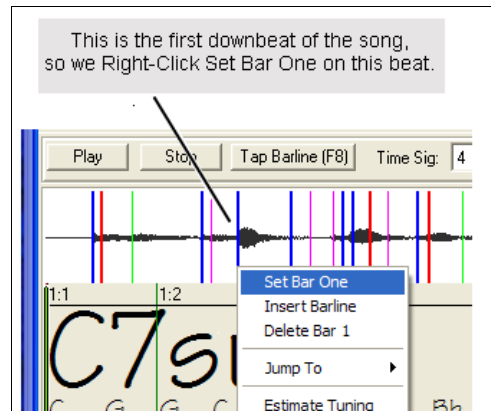 This is the first downbeat of the song,
so we Right-Click Set Bar One on this beat.
Play Stop Tap Barline (F8) Time Sig: 4
1:1 1:2
Set Bar One
Insert Barline
Delete Bar 1
Jump To
Estimate Tuning
C7s
C G G C Bb